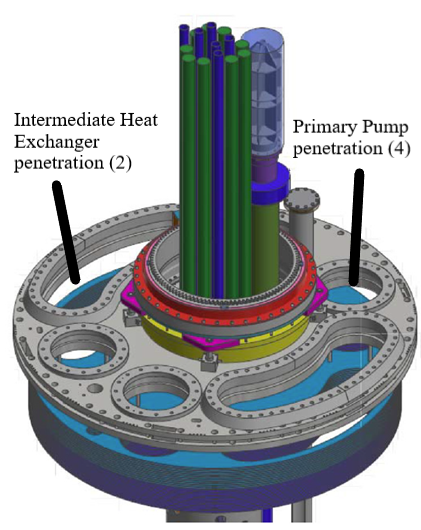 Intermediate Heat
Exchanger
penetration (2)
Primary Pump
penetration (4)